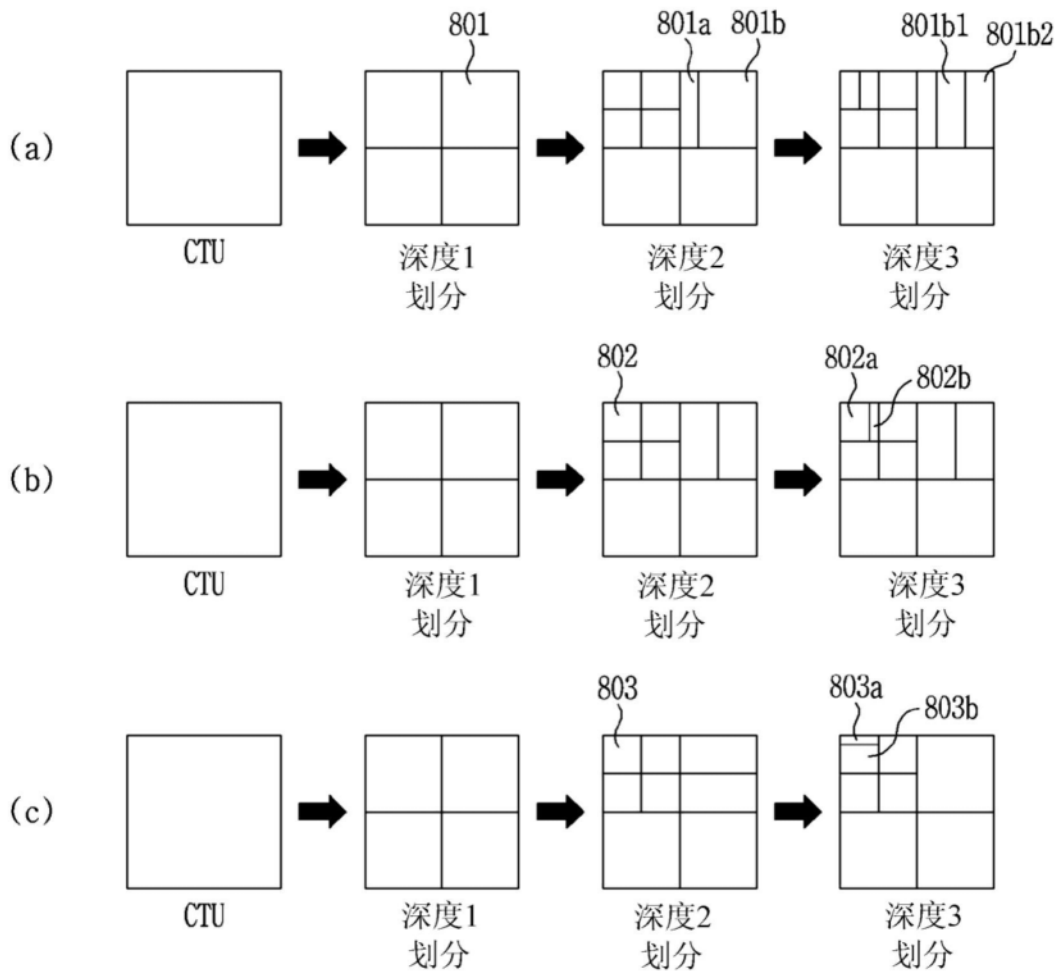 801
801a
801b
801b1
801b2
(a)
CTU
深度1
划分
深度2
划分
深度3
划分
802
802a
802b
(b)
CTU
深度1
划分
深度2
划分
深度3
划分
803
803a
803b
(c)
CTU
深度1
划分
深度2
划分
深度3
划分